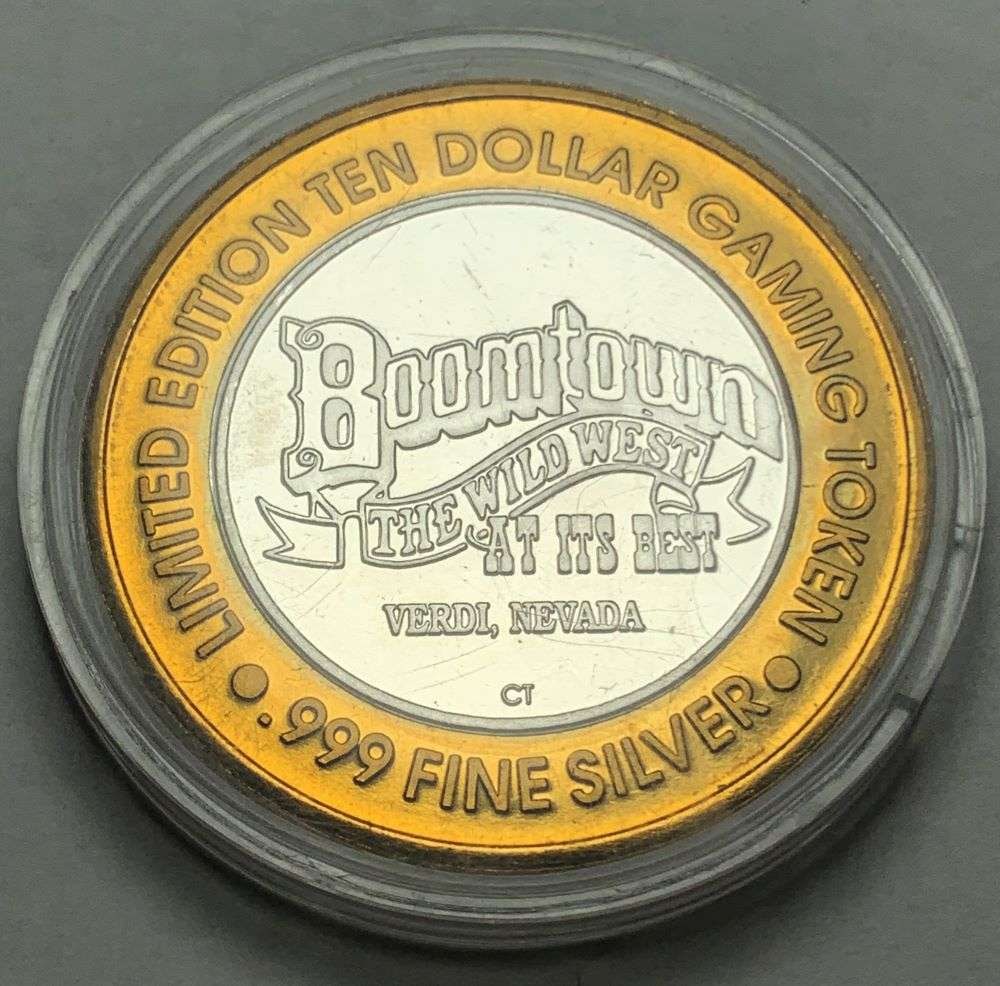 LIMITED EDITION TEN DOLLAR GAMING TOKEN
Boomtown
THE WILD WEST
AT ITS BEST
VERDI, NEVADA
CT
.999 FINE SILVER